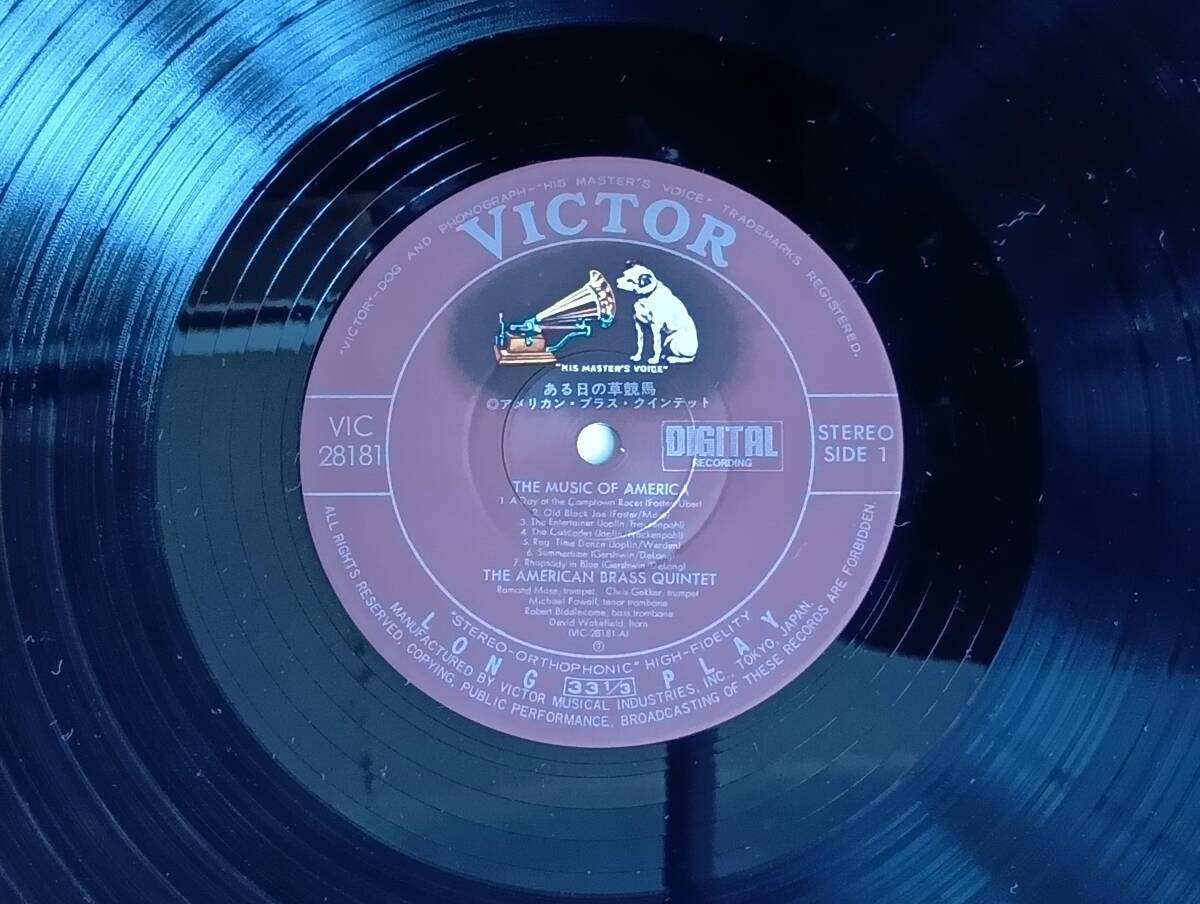 "VICTOR"-DOG AND PHONOGRAPH-"HIS MASTER'S VOICE" TRADEMARKS REGISTERED.
VICTOR
"HIS MASTER'S VOICE"
ある日の草競馬
◎アメリカン・ブラス・クインテット
VIC
28181
DIGITAL
RECORDING
STEREO
SIDE 1
THE MUSIC OF AMERICA
1. A Day at the Camptown Races (Foster/Uber)
2. Old Black Joe (Foster/)
3. The Entertainer (Joplin/Frackenpohl)
4. The Cascades (Joplin/Frackenpohl)
5. Rag-Time Dance (Joplin/)
6. Summertime (Gershwin/DeLong)
7. Rhapsody in Blue (Gershwin/DeLong)
THE AMERICAN BRASS QUINTET
Mase, trumpet Chris Gekker, trumpet
Michael Powell, tenor trombone
Robert Biddlecome, bass trombone
David Wakefield, horn
(VIC-28181-A)
Ⓟ
"STEREO-ORTHOPHONIC" HIGH-FIDELITY
LONG 33 1/3 PLAY
MANUFACTURED BY VICTOR MUSICAL INDUSTRIES, INC., TOKYO, JAPAN.
ALL RIGHTS RESERVED, COPYING, PUBLIC PERFORMANCE, BROADCASTING OF THESE RECORDS ARE FORBIDDEN